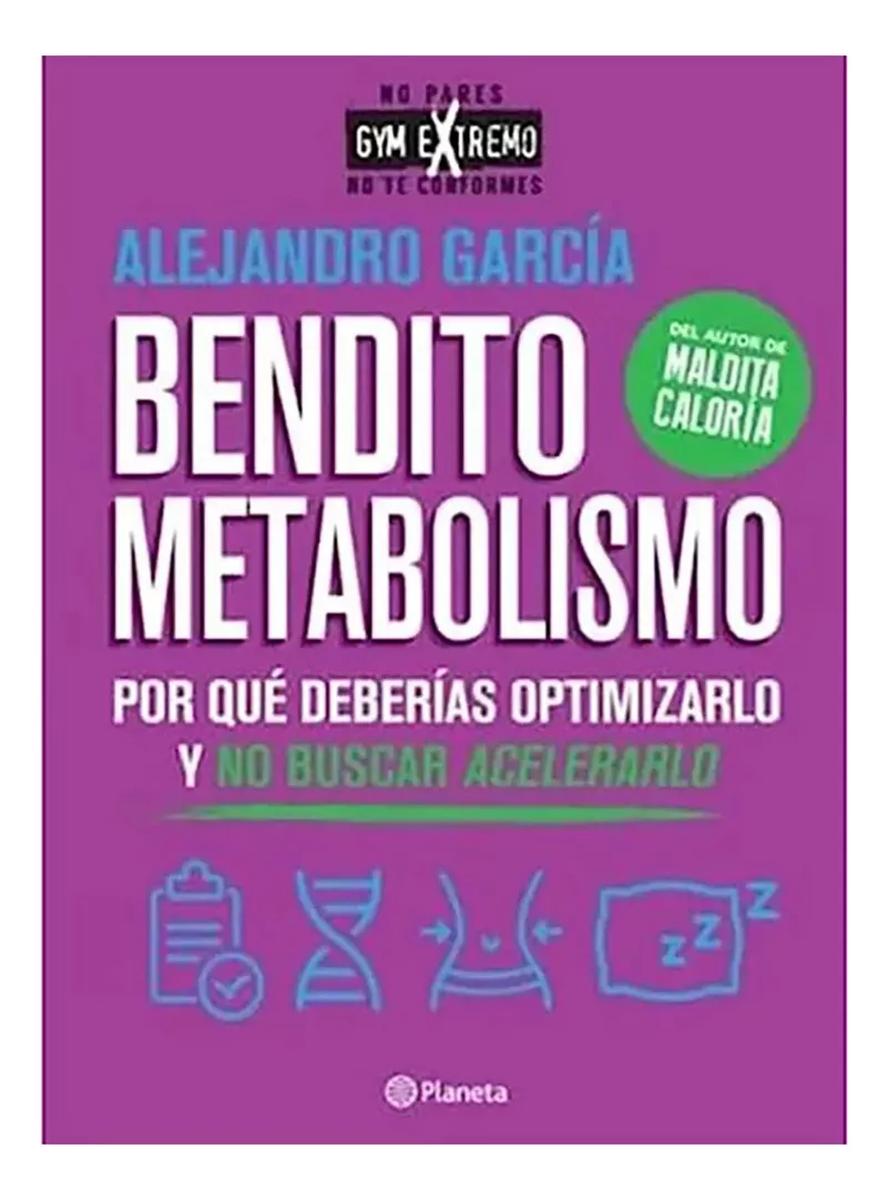 NO PARES
GYM EXTREMO
NO TE CONFORMES
ALEJANDRO GARCÍA
BENDITO
METABOLISMO
DEL AUTOR DE
MALDITA
CALORÍA
POR QUÉ DEBERÍAS OPTIMIZARLO
Y NO BUSCAR ACELERARLO
Z Z Z
Planeta